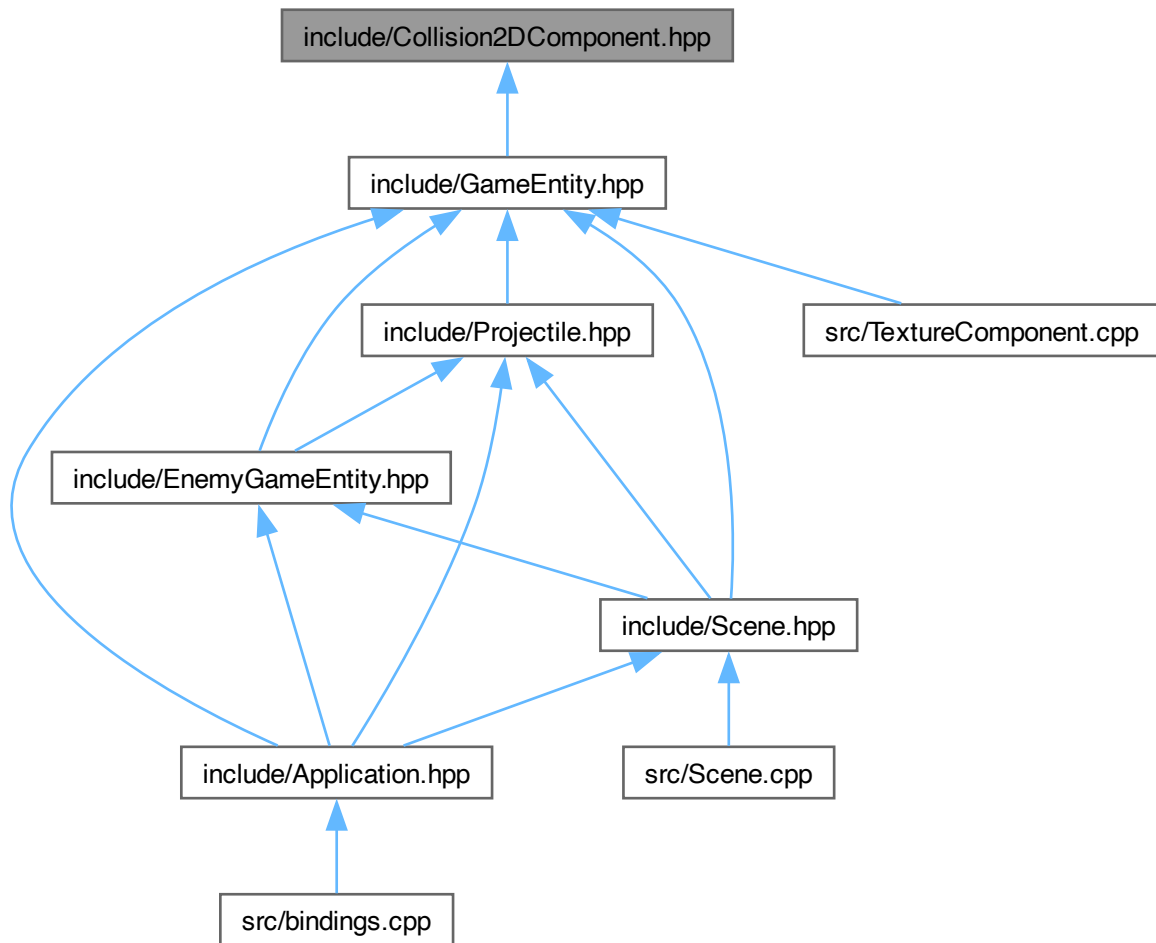 include/Collision2DComponent.hpp
include/GameEntity.hpp
include/Projectile.hpp
src/TextureComponent.cpp
include/EnemyGameEntity.hpp
include/Scene.hpp
include/Application.hpp
src/Scene.cpp
src/bindings.cpp